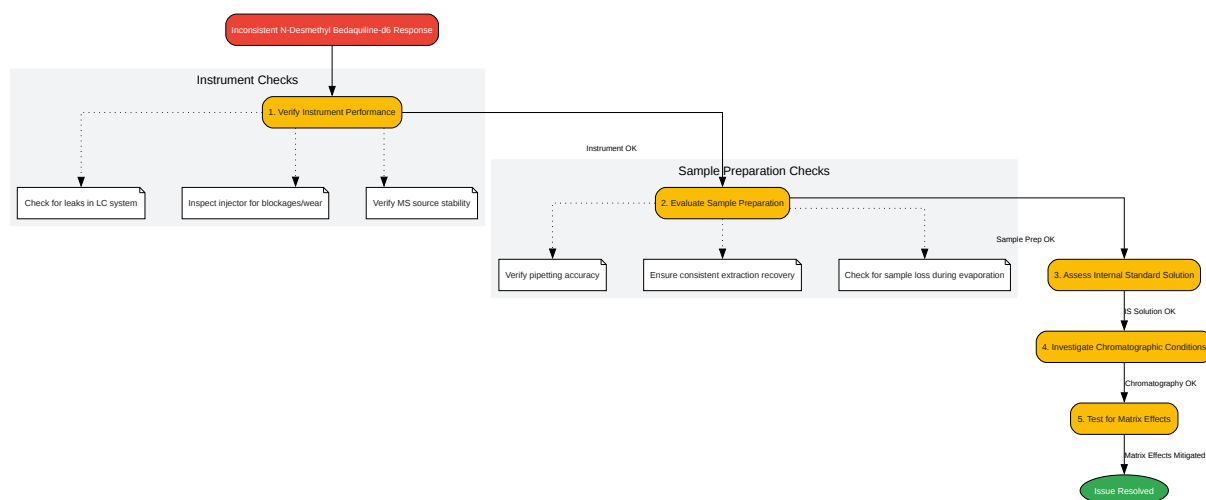 Inconsistent N-Desmethyl Bedaquiline-d6 Response
Instrument Checks
1. Verify Instrument Performance
Instrument OK
Check for leaks in LC system
Inspect injector for blockages/wear
Verify MS source stability
Sample Preparation Checks
2. Evaluate Sample Preparation
Sample Prep OK
Verify pipetting accuracy
Ensure consistent extraction recovery
Check for sample loss during evaporation
3. Assess Internal Standard Solution
IS Solution OK
4. Investigate Chromatographic Conditions
Chromatography OK
5. Test for Matrix Effects
Matrix Effects Mitigated
Issue Resolved